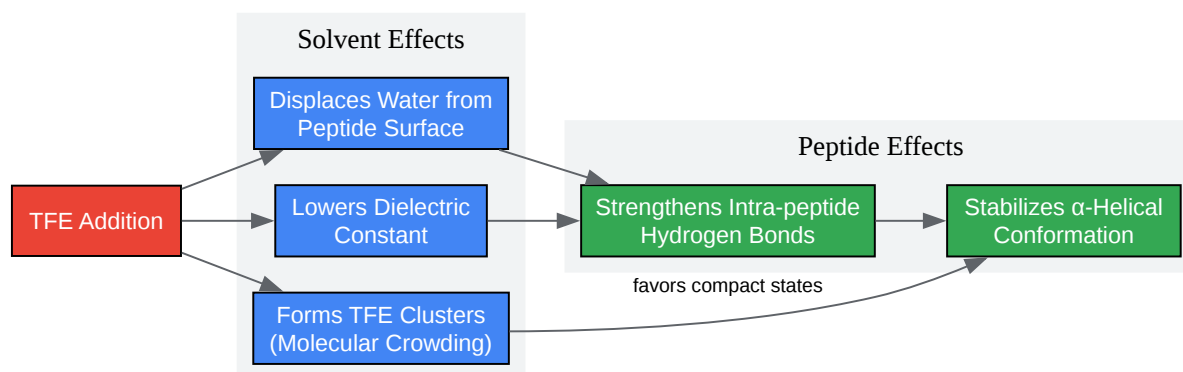 Solvent Effects
Displaces Water from
Peptide Surface
Peptide Effects
TFE Addition
Lowers Dielectric
Constant
Strengthens Intra-peptide
Hydrogen Bonds
Stabilizes α-Helical
Conformation
favors compact states
Forms TFE Clusters
(Molecular Crowding)